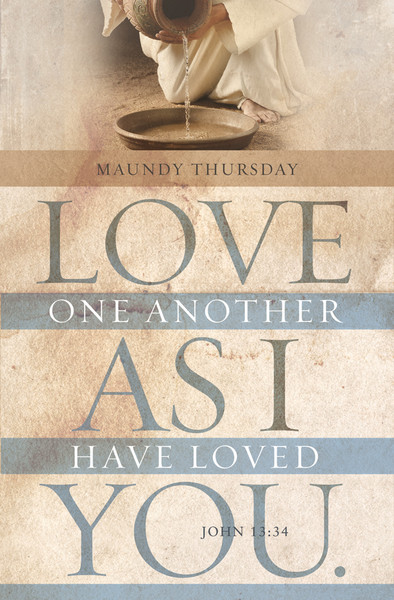 MAUNDY THURSDAY
LOVE
ONE ANOTHER
AS I
HAVE LOVED
YOU.
JOHN 13:34